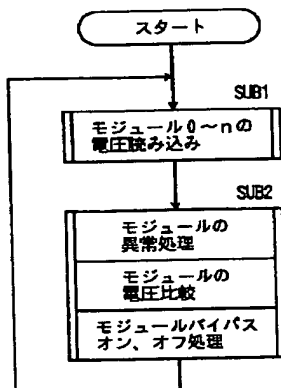 スタート
SUB1
モジュール0～nの
電圧読み込み
SUB2
モジュールの
異常処理
モジュールの
電圧比較
モジュールバイパス
オン、オフ処理